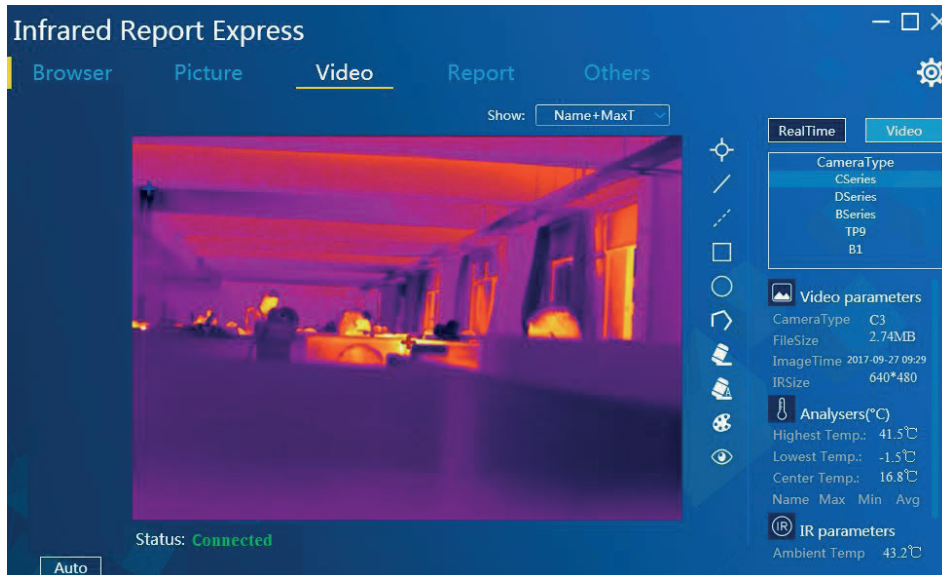 Infrared Report Express
Browser Picture Video Report Others
Show: Name+MaxT
RealTime Video
CameraType
CSeries
DSeries
BSeries
TP9
B1
Video parameters
CameraType C3
FileSize 2.74MB
ImageTime 2017-09-27 09:29
IRSize 640*480
Analysers(°C)
Highest Temp.: 41.5℃
Lowest Temp.: -1.5℃
Center Temp.: 16.8℃
Name Max Min Avg
IR IR parameters
Ambient Temp 43.2℃
Status: Connected
Auto